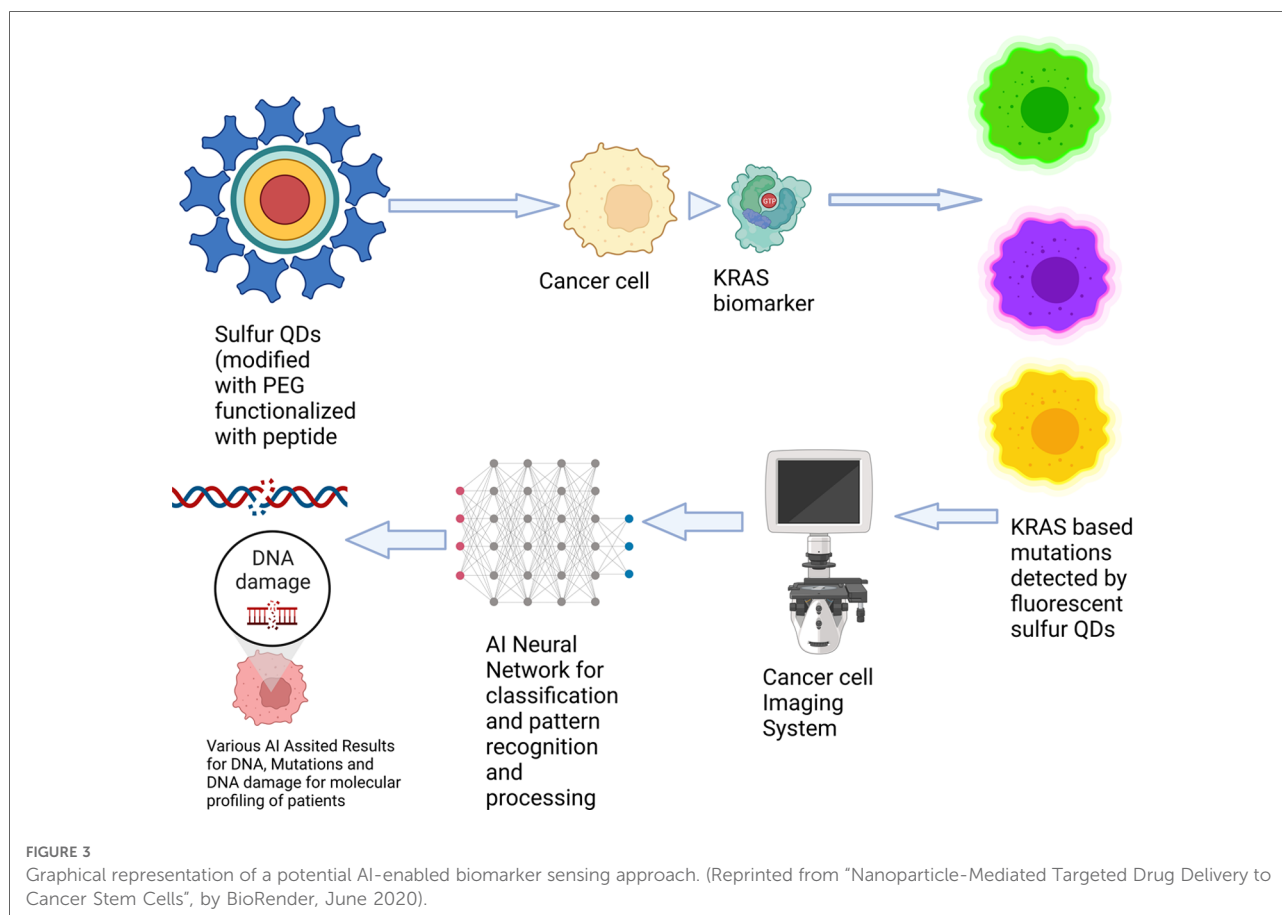 GTP
Cancer cell
KRAS
biomarker
Sulfur QDs
(modified
with PEG
functionalized
with peptide
KRAS based
mutations
detected by
fluorescent
sulfur QDs
Cancer cell
Imaging
System
AI Neural
Network for
classification
and pattern
recognition
and
processing
DNA
damage
Various AI Assited Results
for DNA, Mutations and
DNA damage for molecular
profiling of patients
FIGURE 3
Graphical representation of a potential AI-enabled biomarker sensing approach. (Reprinted from “Nanoparticle-Mediated Targeted Drug Delivery to
Cancer Stem Cells”, by BioRender, June 2020).